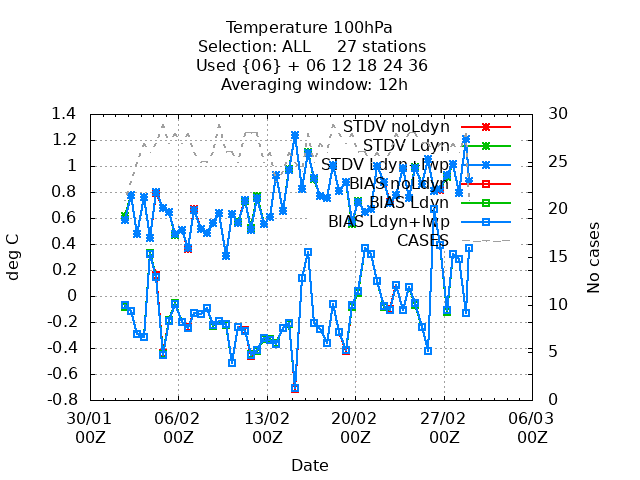 Temperature 100hPa
Selection: ALL 27 stations
Used {06} + 06 12 18 24 36
Averaging window: 12h
1.4
1.2
1
0.8
0.6
0.4
0.2
0
-0.2
-0.4
-0.6
-0.8
deg C
30
25
20
15
10
5
0
No cases
STDV noLdyn
STDV Ldyn
STDV Ldyn+lwp
BIAS noLdyn
BIAS Ldyn
BIAS Ldyn+lwp
CASES
30/01 06/02 13/02 20/02 27/02 06/03
00Z 00Z 00Z 00Z 00Z 00Z
Date